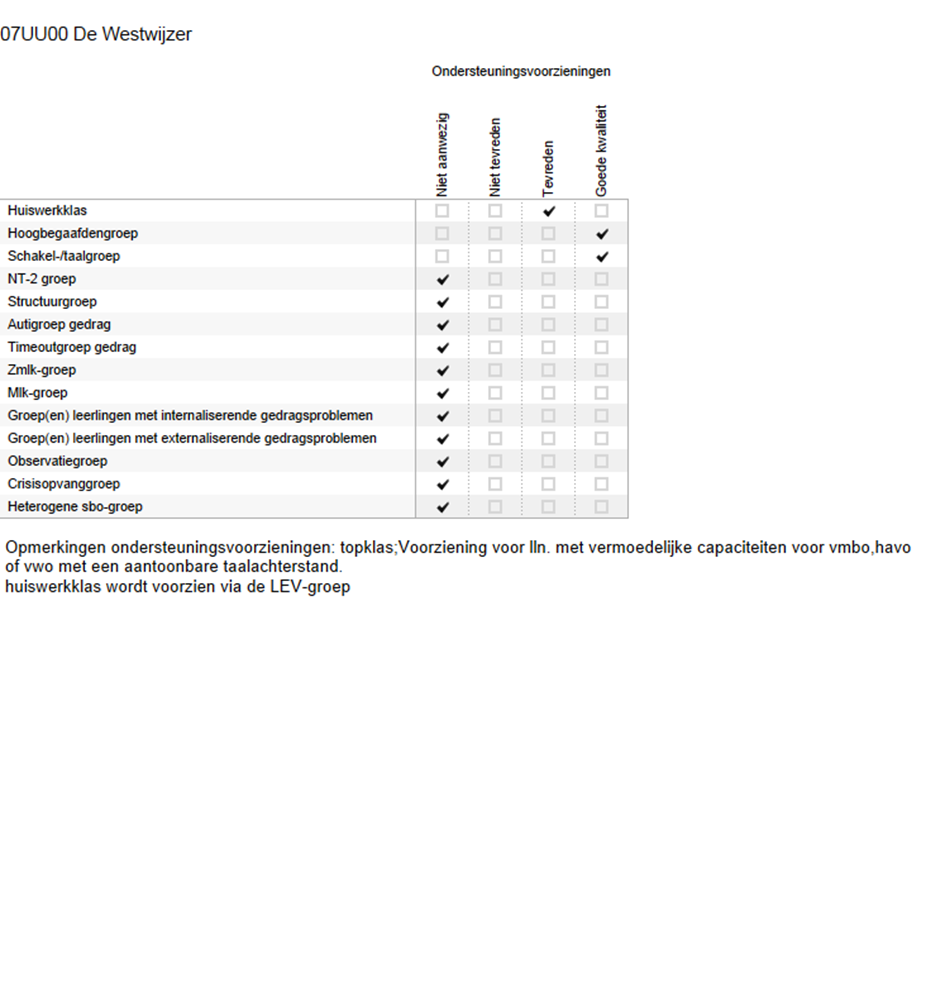 07UU00 De Westwijzer
Ondersteuningsvoorzieningen
Niet aanwezig
Niet tevreden
Tevreden
Goede kwaliteit
Huiswerkklas
Hoogbegaafdengroep
Schakel-/taalgroep
NT-2 groep
Structuurgroep
Autigroep gedrag
Timeoutgroep gedrag
Zmlk-groep
Mlk-groep
Groep(en) leerlingen met internaliserende gedragsproblemen
Groep(en) leerlingen met externaliserende gedragsproblemen
Observatiegroep
Crisisopvanggroep
Heterogene sbo-groep
Opmerkingen ondersteuningsvoorzieningen: topklas;Voorziening voor lln. met vermoedelijke capaciteiten voor vmbo,havo
of vwo met een aantoonbare taalachterstand.
huiswerkklas wordt voorzien via de LEV-groep